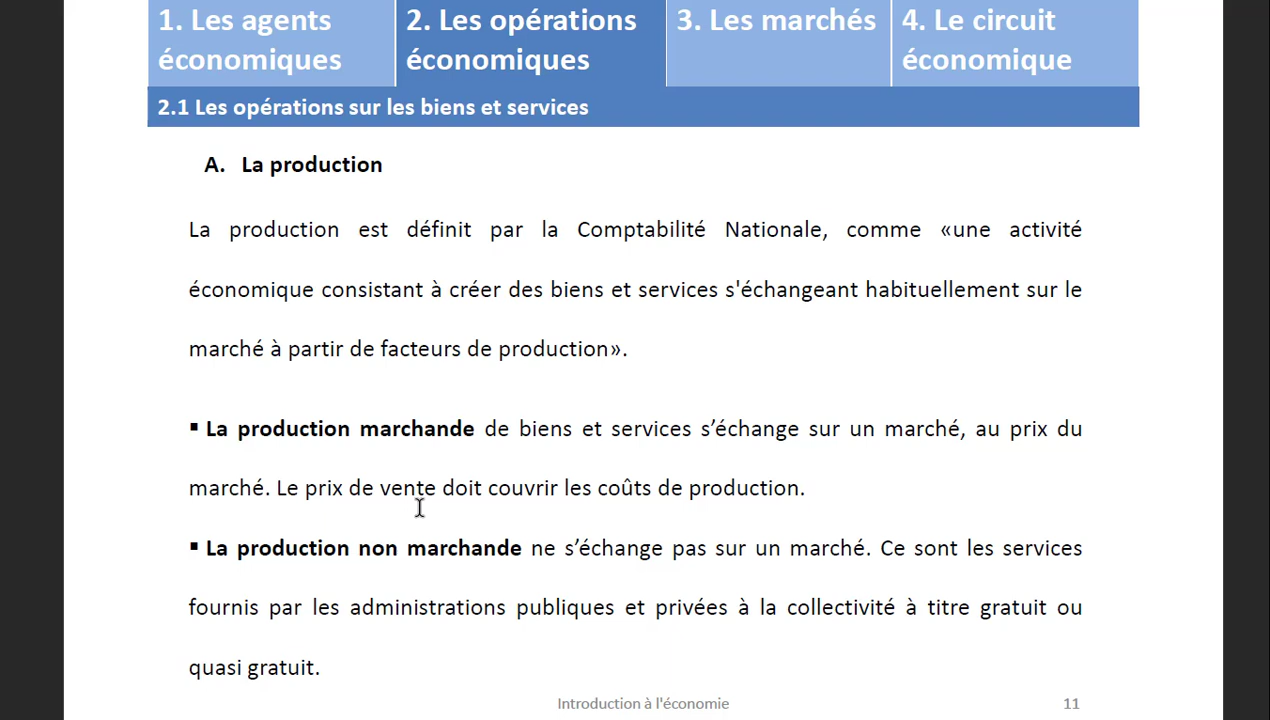 1. Les agents économiques
2. Les opérations économiques
3. Les marchés
4. Le circuit économique
2.1 Les opérations sur les biens et services
A. La production
La production est définit par la Comptabilité Nationale, comme «une activité
économique consistant à créer des biens et services s'échangeant habituellement sur le
marché à partir de facteurs de production».
▪ La production marchande de biens et services s’échange sur un marché, au prix du
marché. Le prix de vente doit couvrir les coûts de production.
▪ La production non marchande ne s’échange pas sur un marché. Ce sont les services
fournis par les administrations publiques et privées à la collectivité à titre gratuit ou
quasi gratuit.
Introduction à l'économie 11